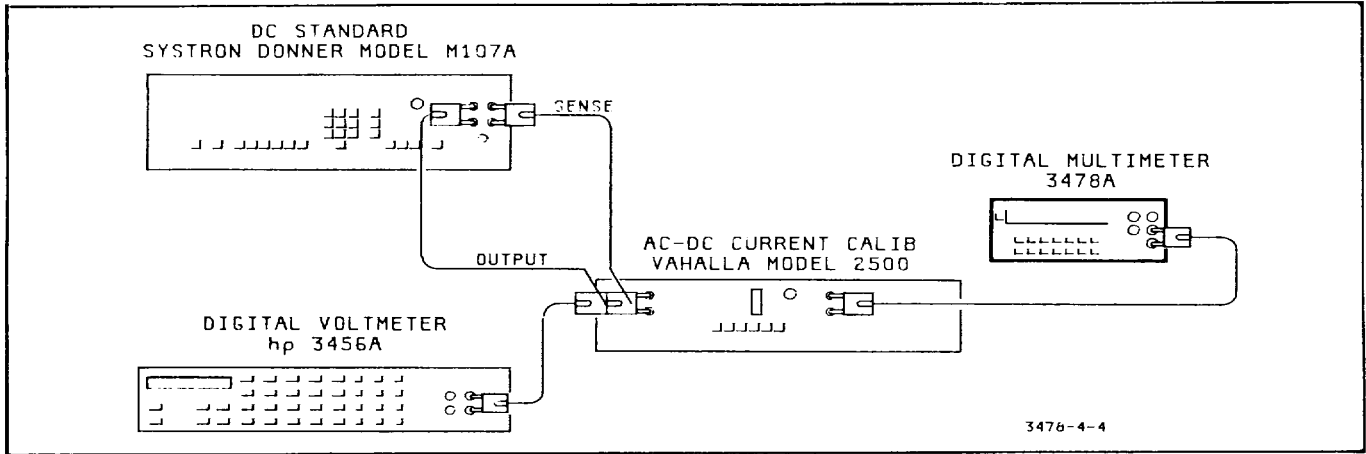 DC STANDARD
SYSTRON DONNER MODEL M107A
SENSE
DIGITAL MULTIMETER
3478A
AC-DC CURRENT CALIB
VAHALLA MODEL 2500
OUTPUT
DIGITAL VOLTMETER
hp 3456A
3478-4-4